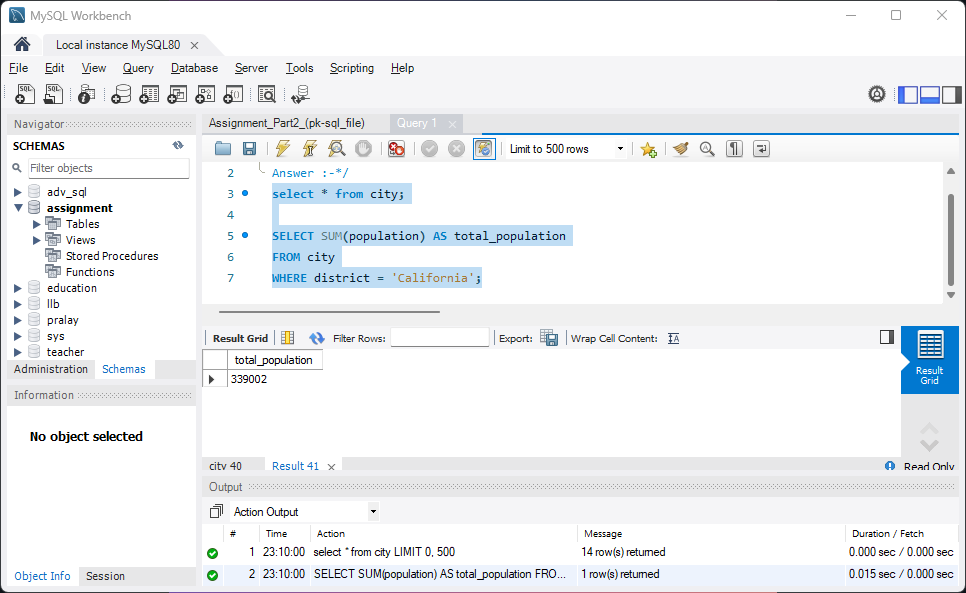 MySQL Workbench
Local instance MySQL80
File Edit View Query Database Server Tools Scripting Help
Navigator
SCHEMAS
Filter objects
adv_sql
assignment
Tables
Views
Stored Procedures
Functions
education
llb
pralay
sys
teacher
Administration Schemas
Information
No object selected
Object Info Session
Assignment_Part2_(pk-sql_file) Query 1
Limit to 500 rows
2 Answer :-*/
3 select * from city;
4
5 SELECT SUM(population) AS total_population
6 FROM city
7 WHERE district = 'California';
Result Grid Filter Rows: Export: Wrap Cell Content:
total_population
339002
Result Grid
city 40 Result 41 Read Only
Output
Action Output
# Time Action Message Duration / Fetch
1 23:10:00 select * from city LIMIT 0, 500 14 row(s) returned 0.000 sec / 0.000 sec
2 23:10:00 SELECT SUM(population) AS total_population FRO... 1 row(s) returned 0.015 sec / 0.000 sec